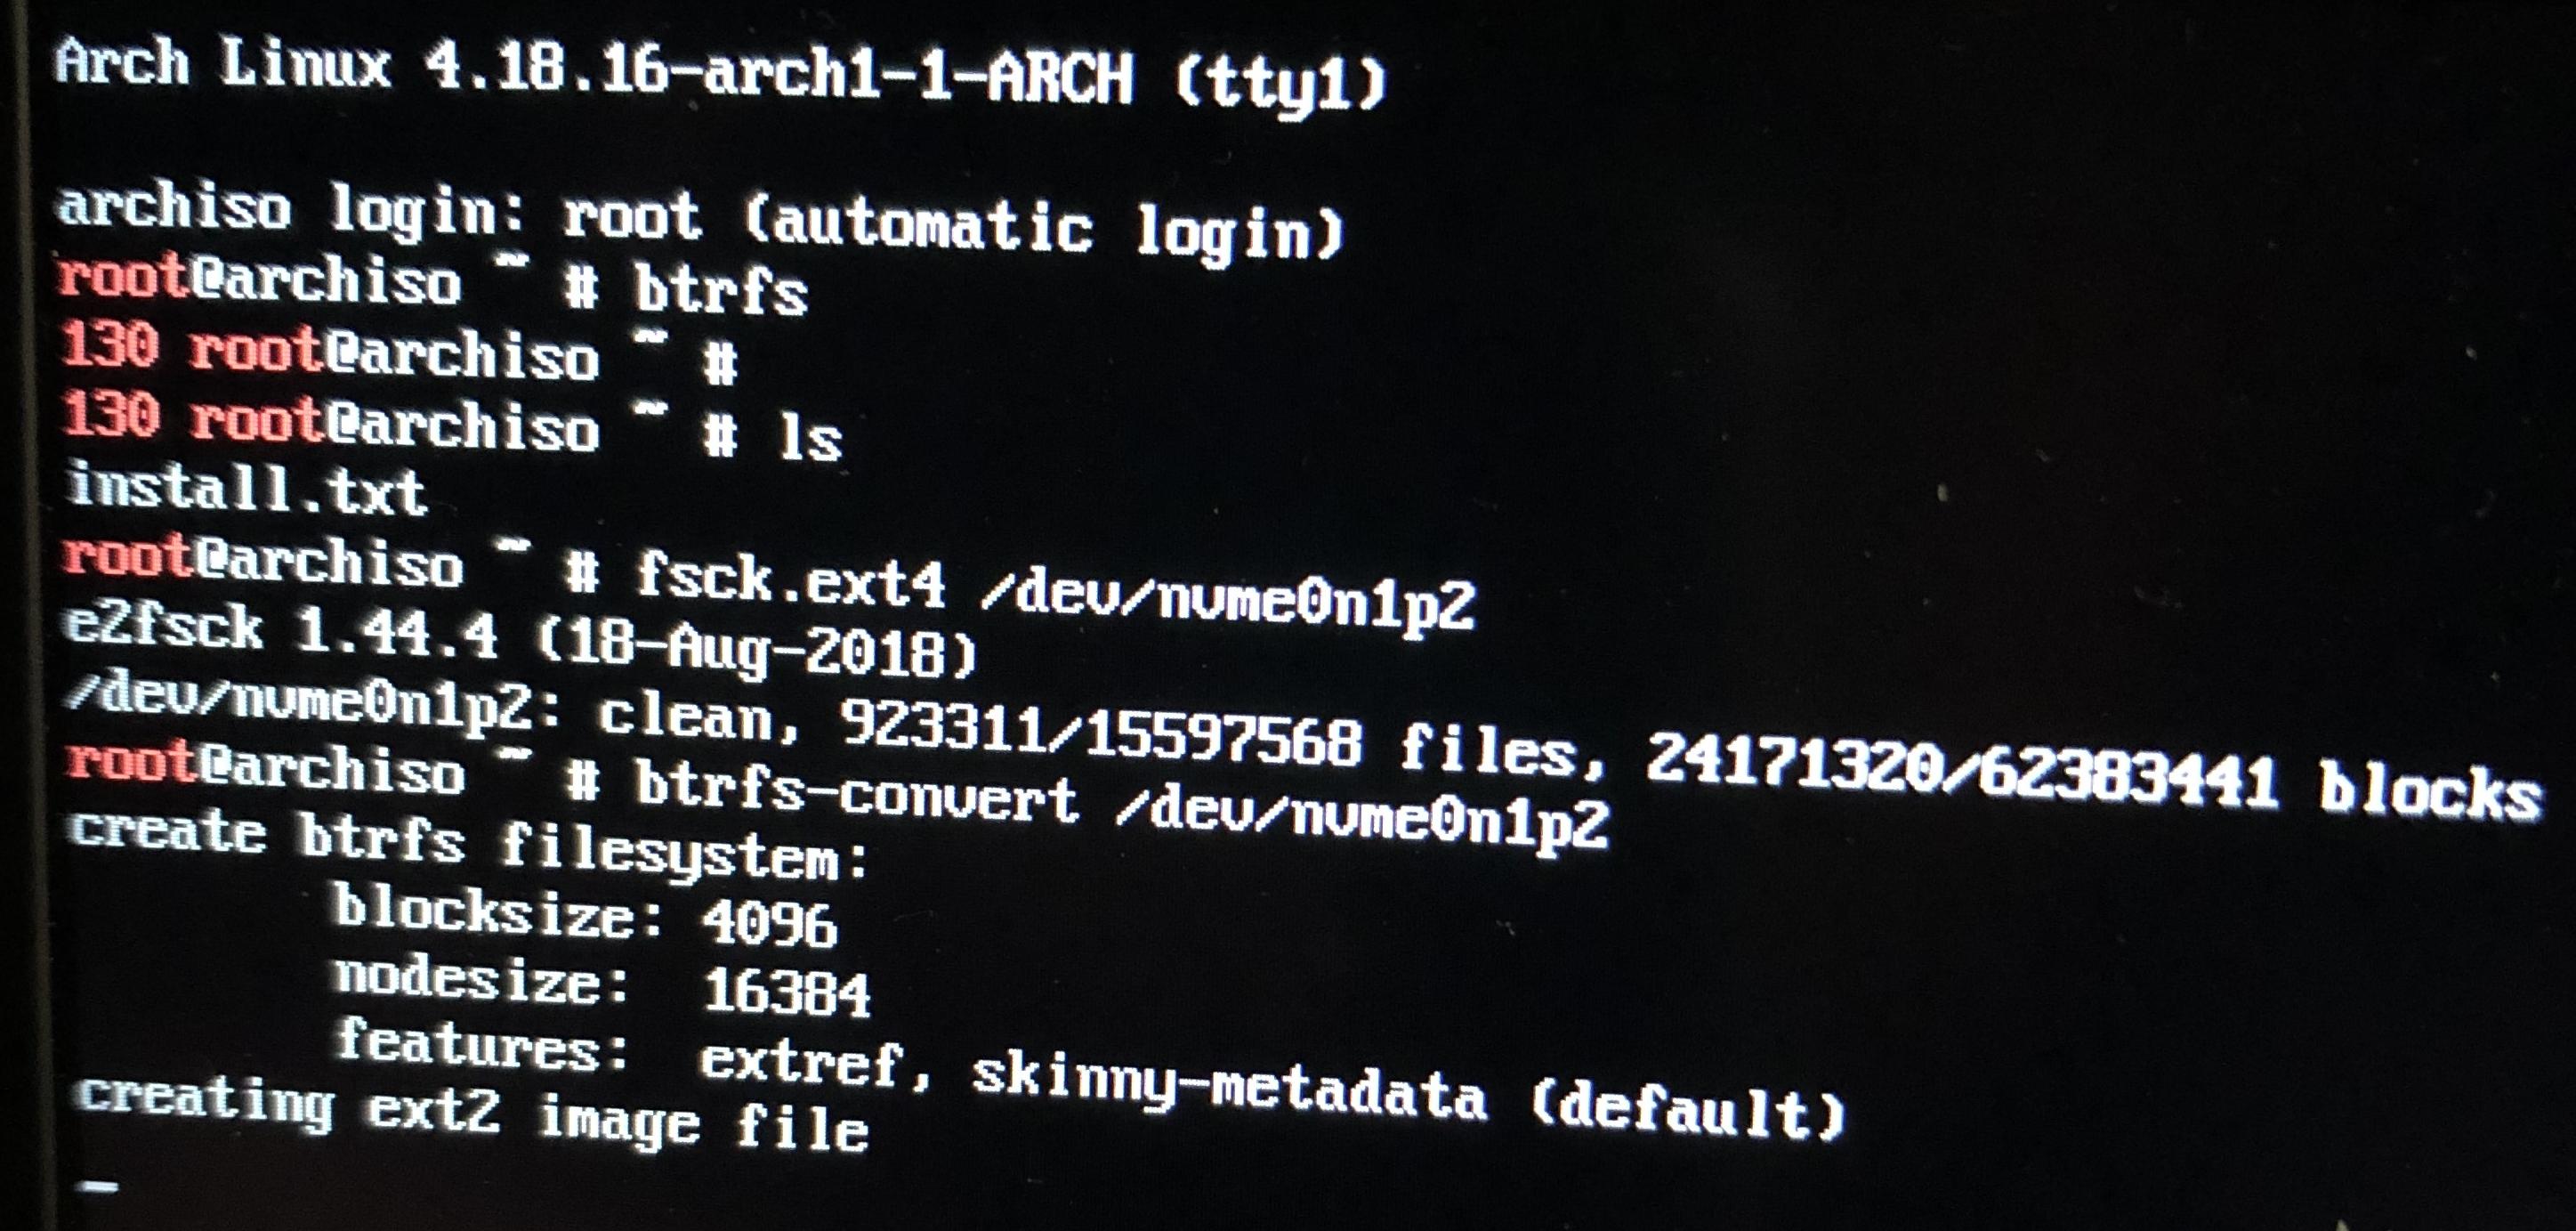 Arch Linux 4.18.16-arch1-1-ARCH (tty1)
archiso login: root (automatic login)
root@archiso ~ # btrfs
130 root@archiso ~ #
130 root@archiso ~ # ls
install.txt
root@archiso ~ # fsck.ext4 /dev/nvme0n1p2
e2fsck 1.44.4 (18-Aug-2018)
/dev/nvme0n1p2: clean, 923311/15597568 files, 24171320/62383441 blocks
root@archiso ~ # btrfs-convert /dev/nvme0n1p2
create btrfs filesystem:
blocksize: 4096
nodesize: 16384
features: extref, skinny-metadata (default)
creating ext2 image file
_